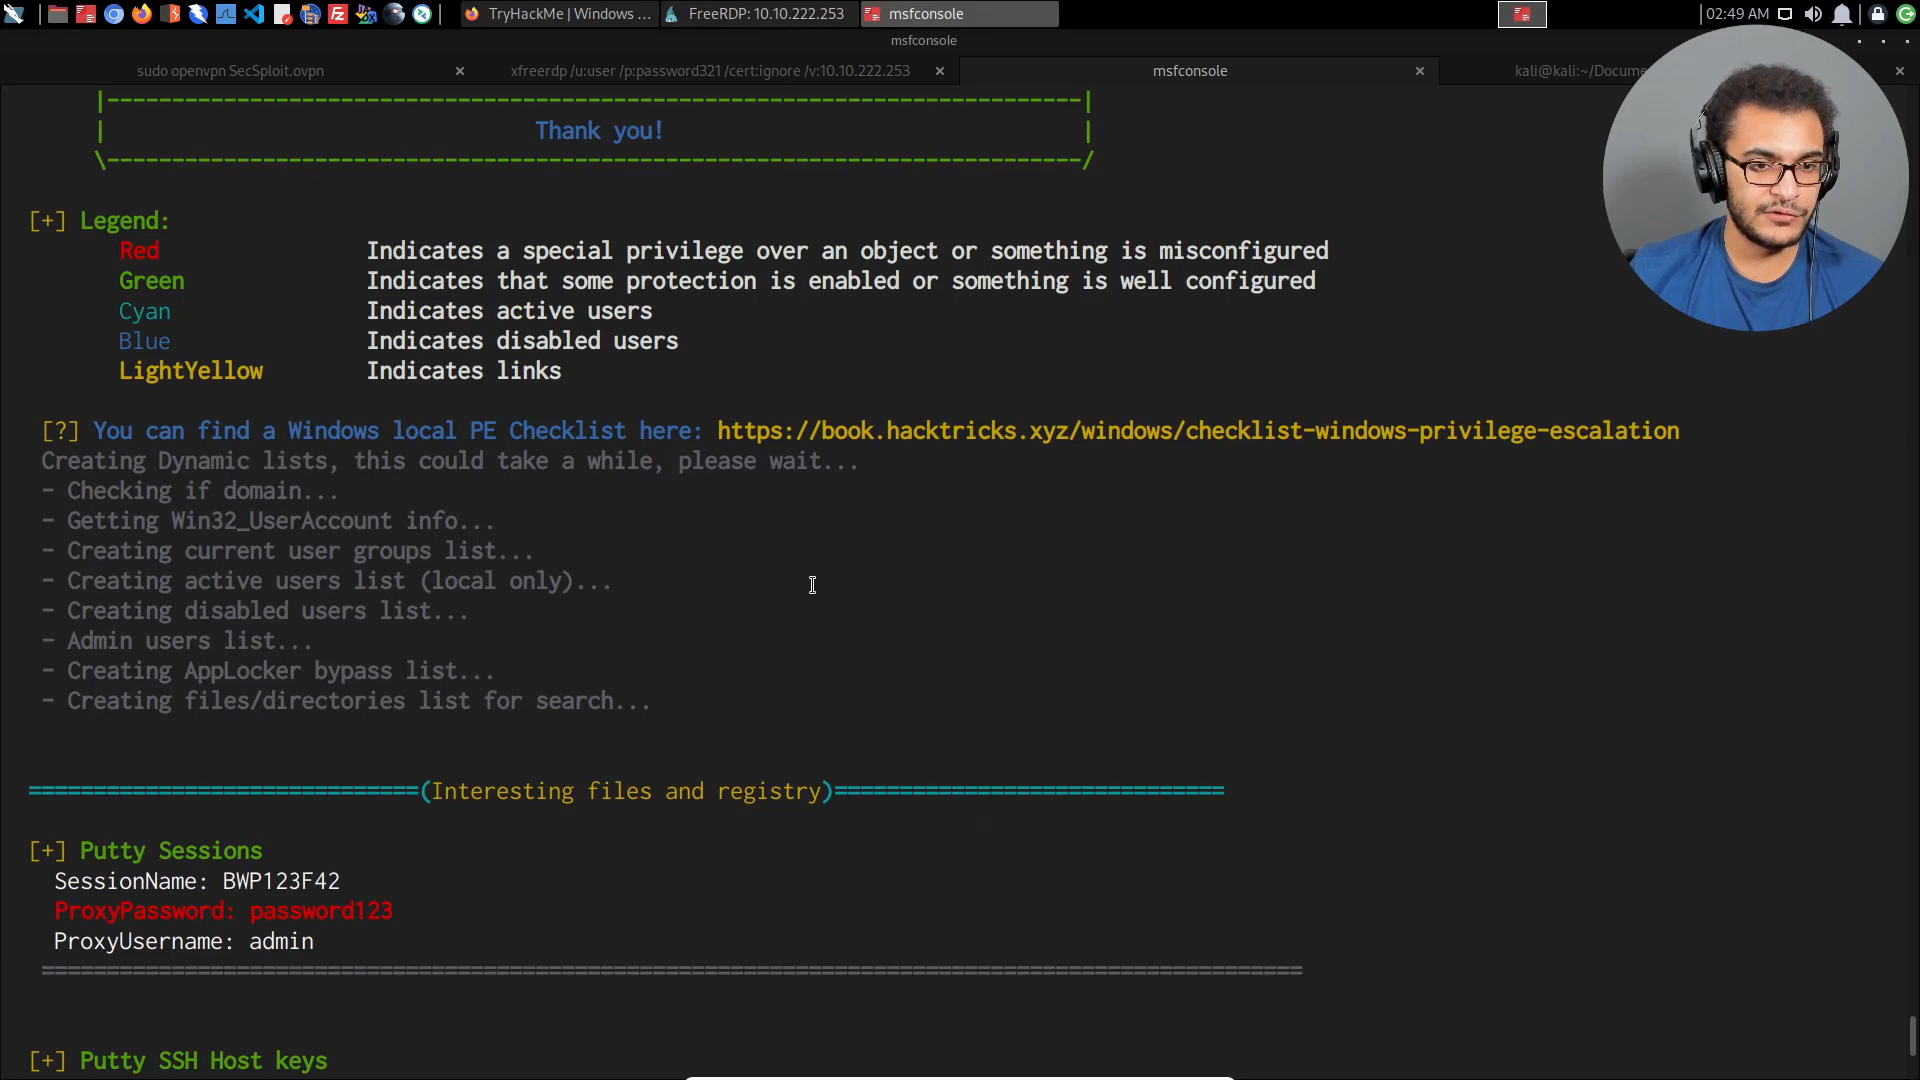 TryHackMe | Windows ...
FreeRDP: 10.10.222.253
msfconsole
02:49 AM
msfconsole
sudo openvpn SecSploit.ovpn
xfreerdp /u:user /p:password321 /cert:ignore /v:10.10.222.253
msfconsole
kali@kali:~/Docume
Thank you!
[+] Legend:
Red Indicates a special privilege over an object or something is misconfigured
Green Indicates that some protection is enabled or something is well configured
Cyan Indicates active users
Blue Indicates disabled users
LightYellow Indicates links
[?] You can find a Windows local PE Checklist here: https://book.hacktricks.xyz/windows/checklist-windows-privilege-escalation
Creating Dynamic lists, this could take a while, please wait...
- Checking if domain...
- Getting Win32_UserAccount info...
- Creating current user groups list...
- Creating active users list (local only)...
- Creating disabled users list...
- Admin users list...
- Creating AppLocker bypass list...
- Creating files/directories list for search...
==============================(Interesting files and registry)==============================
[+] Putty Sessions
SessionName: BWP123F42
ProxyPassword: password123
ProxyUsername: admin
=================================================================================================
[+] Putty SSH Host keys